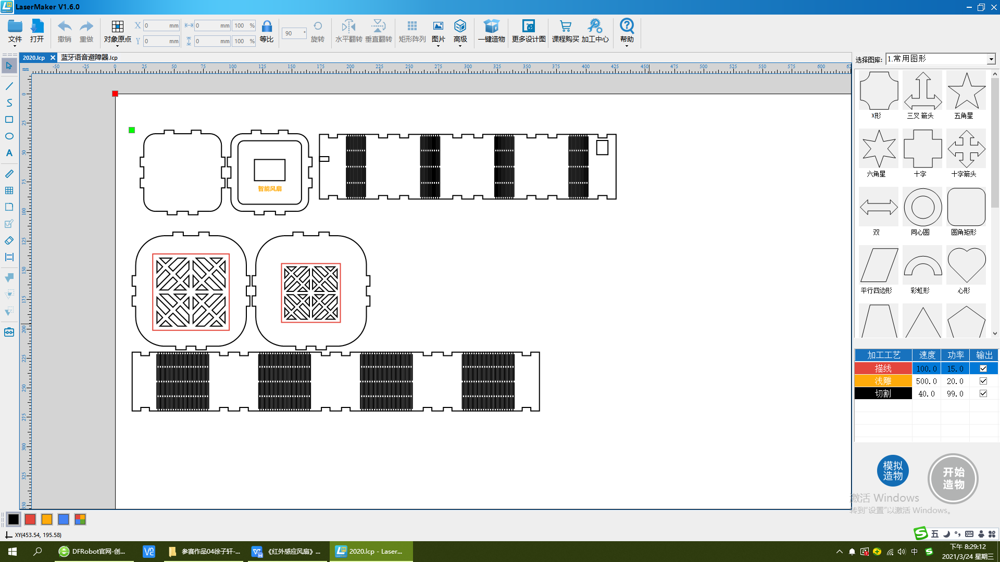 LaserMaker V1.6.0
文件
打开
撤销
重做
对象原点
X 0 mm
Y 0 mm
0 mm 100 %
0 mm 100 %
等比
90 °
旋转
水平翻转
垂直翻转
矩形阵列
图片
高级
一键造物
更多设计图
课程购买
加工中心
帮助
2020.lcp
蓝牙语音避障器.lcp
选择图库: 1.常用图形
mm -50 -25 0 25 50 75 100 125 150 175 200 225 250 275 300 325 350 375 400 425 450 475 500 525 550 575 600 62
0
25
50
75
100
125
150
175
200
225
250
275
300
325
350
智能风扇
X形
三叉 箭头
五角星
六角星
十字
十字箭头
双
同心圆
圆角矩形
平行四边形
彩虹形
心形
加工工艺 速度 功率 输出
描线 100.0 15.0
浅雕 500.0 20.0
切割 40.0 99.0
模拟
造物
开始
造物
激活 Windows
转到"设置"以激活 Windows。
XY(453.54, 195.58)
五
DFRobot官网-创...
参赛作品04徐子轩-...
《红外感应风扇》...
2020.lcp - Laser...
中
下午 8:29:12
2021/3/24 星期三